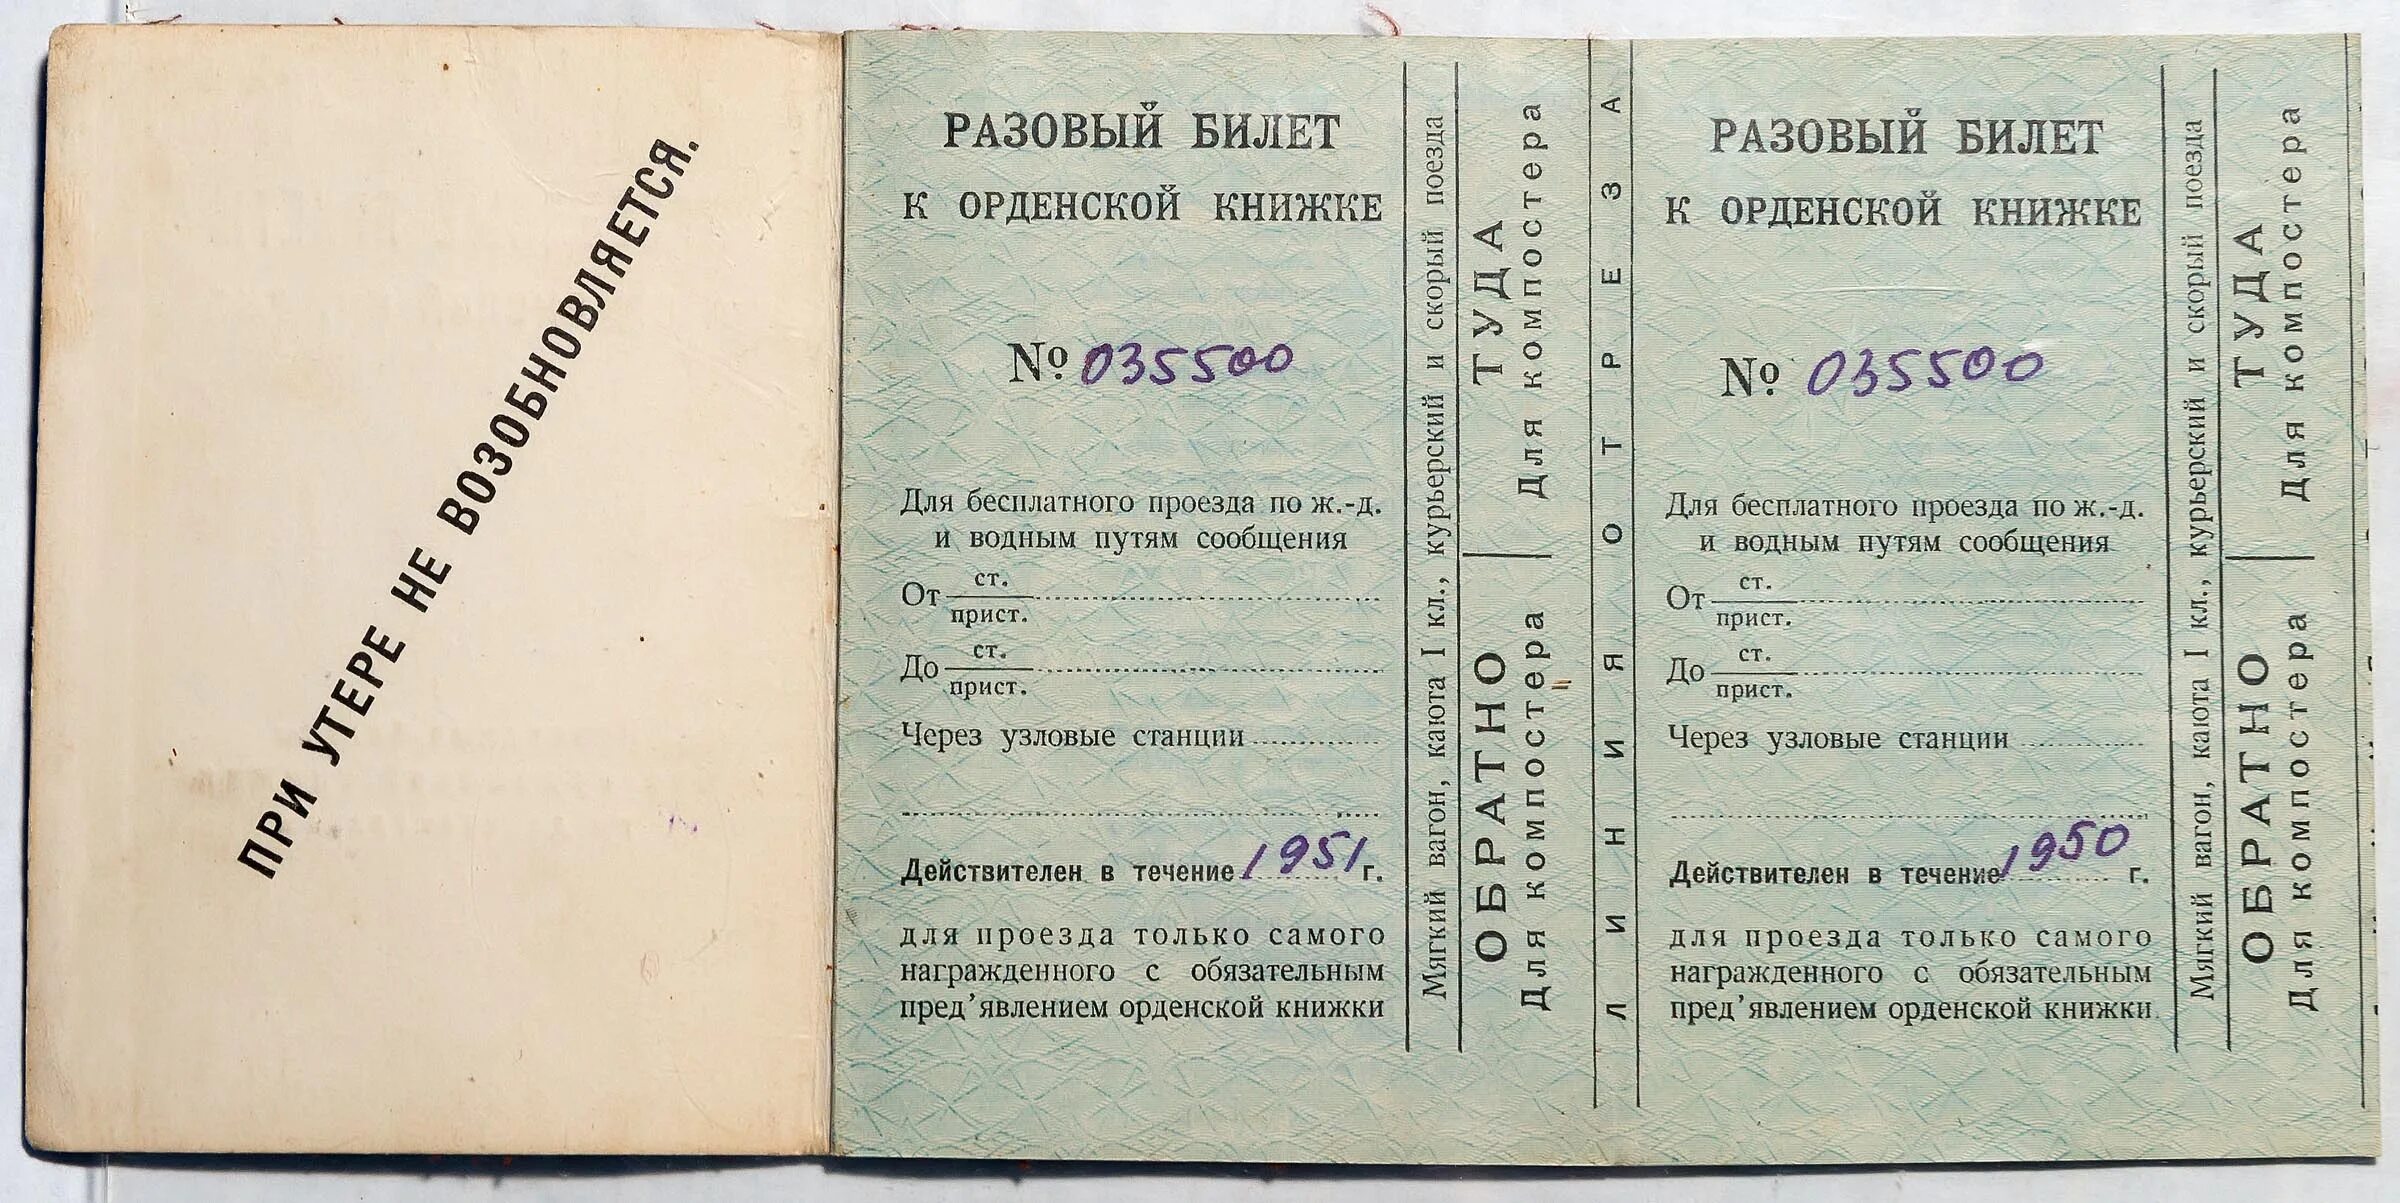 ПРИ УТЕРЕ НЕ ВОЗОБНОВЛЯЕТСЯ.
РАЗОВЫЙ БИЛЕТ
К ОРДЕНСКОЙ КНИЖКЕ
№ 035500
Для бесплатного проезда по ж.-д.
и водным путям сообщения
От ст.
прист.
До ст.
прист.
Через узловые станции
Действителен в течение 1951 г.
для проезда только самого
награжденного с обязательным
пред'явлением орденской книжки
Мягкий вагон, каюта I кл., курьерский и скорый поезда
ТУДА
Для компостера
ОБРАТНО
Для компостера
ЛИНИЯ ОТРЕЗА
РАЗОВЫЙ БИЛЕТ
К ОРДЕНСКОЙ КНИЖКЕ
№ 035500
Для бесплатного проезда по ж.-д.
и водным путям сообщения
От ст.
прист.
До ст.
прист.
Через узловые станции
Действителен в течение 1950 г.
для проезда только самого
награжденного с обязательным
пред'явлением орденской книжки
Мягкий вагон, каюта I кл., курьерский и скорый поезда
ТУДА
Для компостера
ОБРАТНО
Для компостера